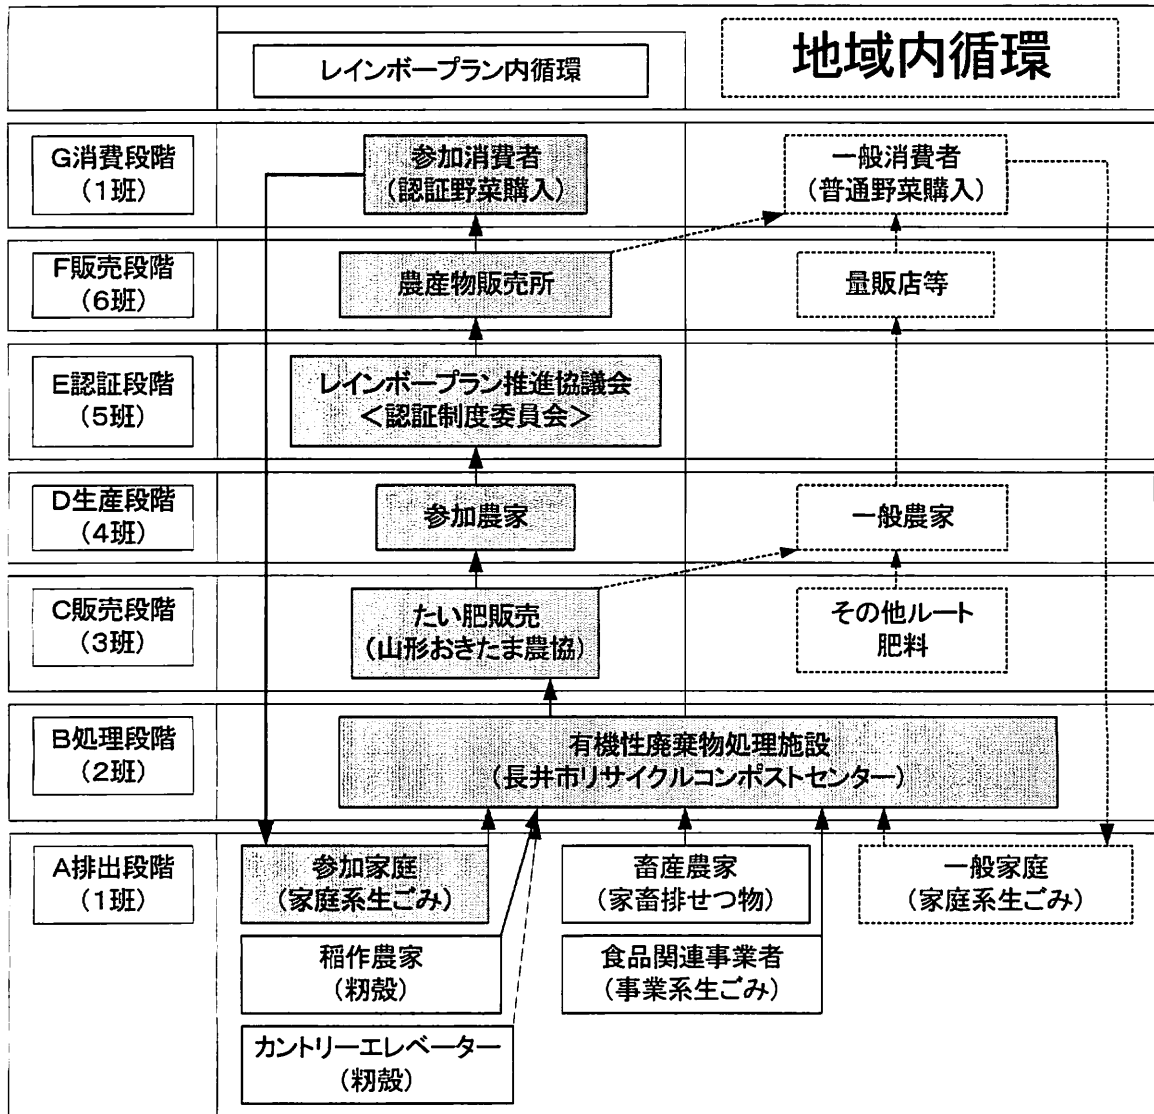 レインボープラン内循環
地域内循環
G消費段階
(1班)
参加消費者
(認証野菜購入)
一般消費者
(普通野菜購入)
F販売段階
(6班)
農産物販売所
量販店等
E認証段階
(5班)
レインボープラン推進協議会
＜認証制度委員会＞
D生産段階
(4班)
参加農家
一般農家
C販売段階
(3班)
たい肥販売
(山形おきたま農協)
その他ルート
肥料
B処理段階
(2班)
有機性廃棄物処理施設
(長井市リサイクルコンポストセンター)
A排出段階
(1班)
参加家庭
(家庭系生ごみ)
畜産農家
(家畜排せつ物)
一般家庭
(家庭系生ごみ)
稲作農家
(籾殻)
食品関連事業者
(事業系生ごみ)
カントリーエレベーター
(籾殻)